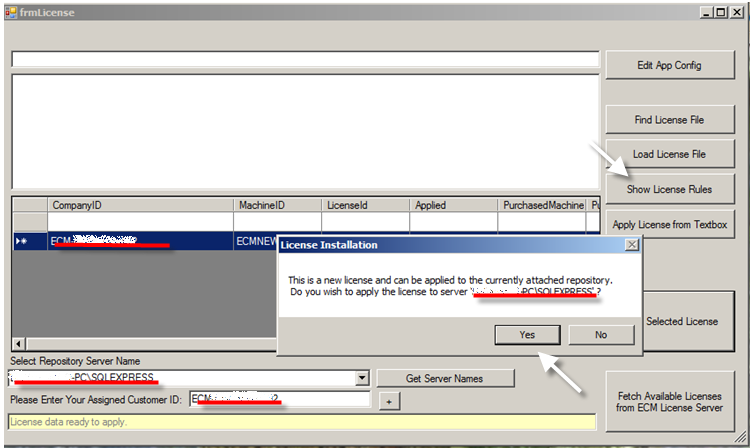 frmLicense
Edit App Config
Find License File
Load License File
Show License Rules
Apply License from Textbox
CompanyID MachineID LicenseId Applied PurchasedMachine Pu
ECM- ECMNEW
License Installation
This is a new license and can be applied to the currently attached repository.
Do you wish to apply the license to server ' -PC\SQLEXPRESS' ?
Yes No
Selected License
Select Repository Server Name
-PC\SQLEXPRESS
Get Server Names
Please Enter Your Assigned Customer ID: ECM- 2
+
Fetch Available Licenses
from ECM License Server
License data ready to apply.